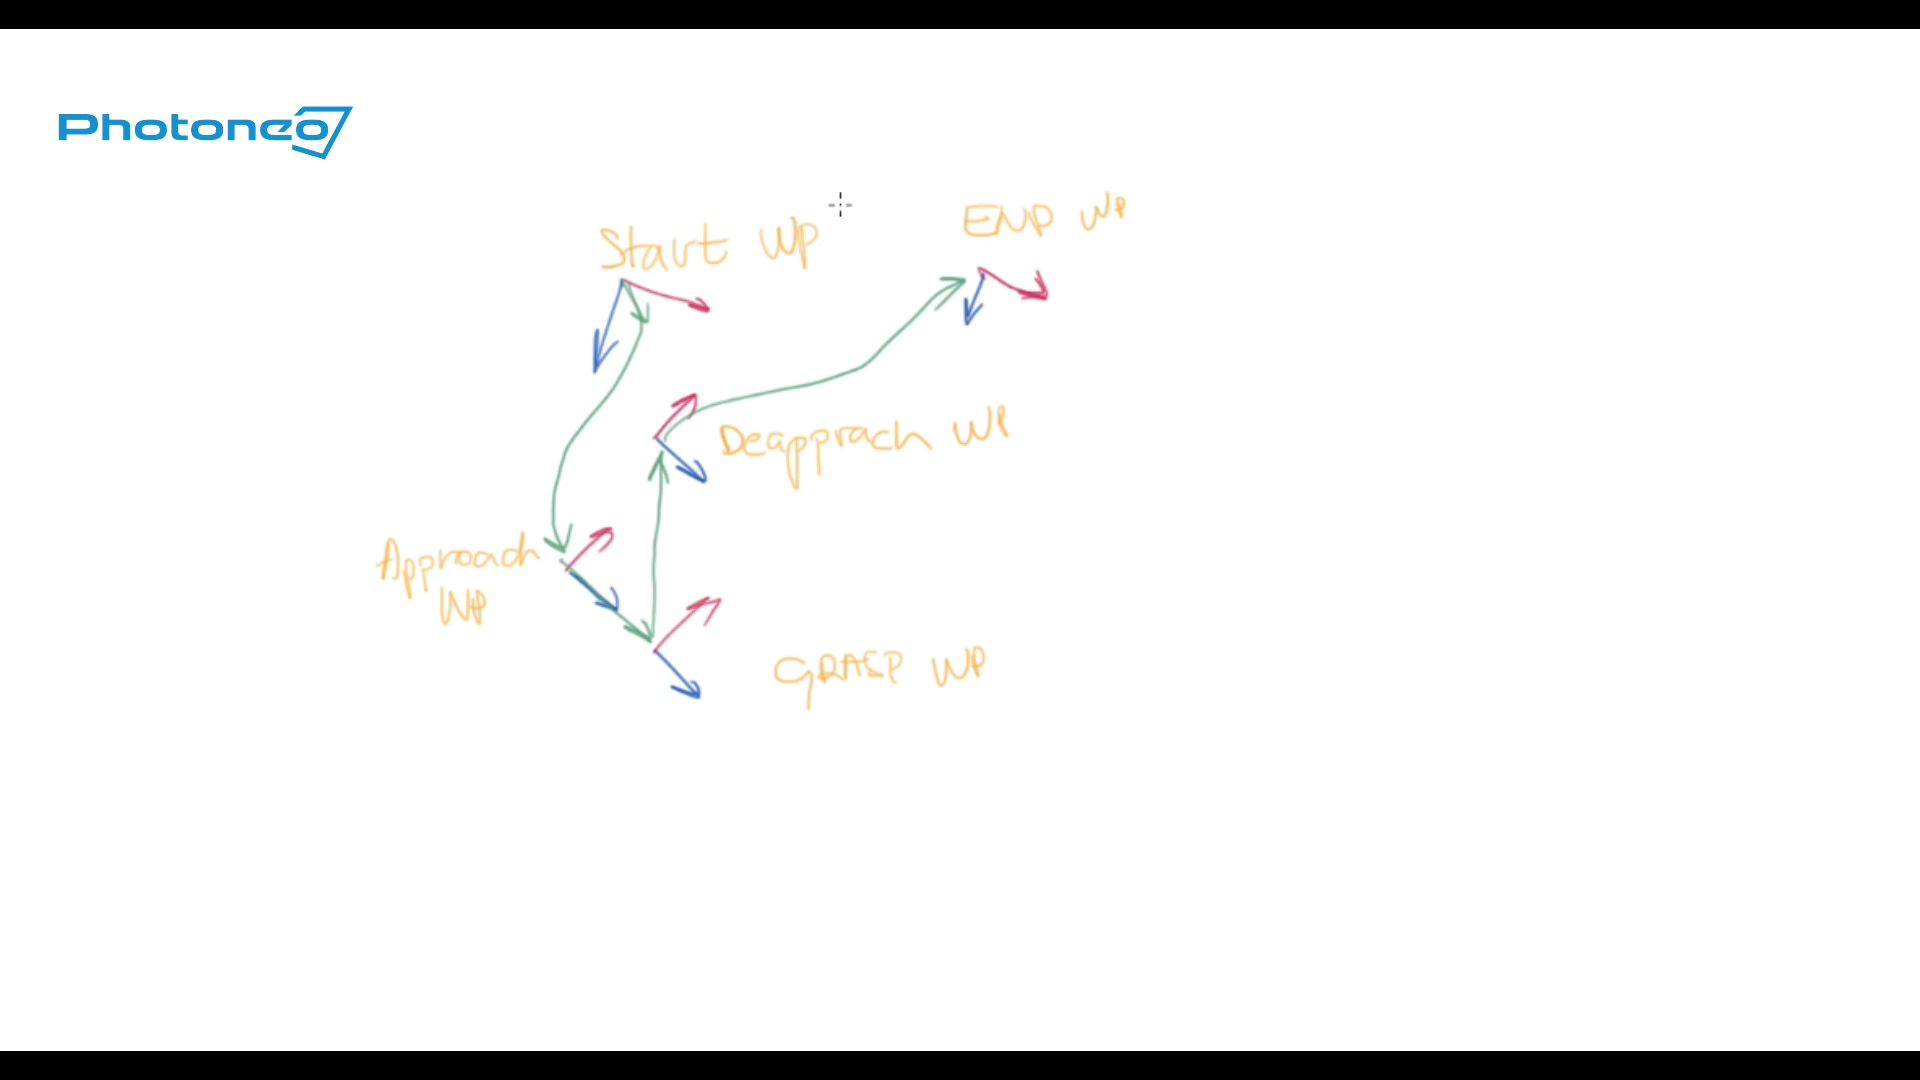 Photoneo
Start WP
END WP
Deapprach WP
Approach
WP
GRASP WP